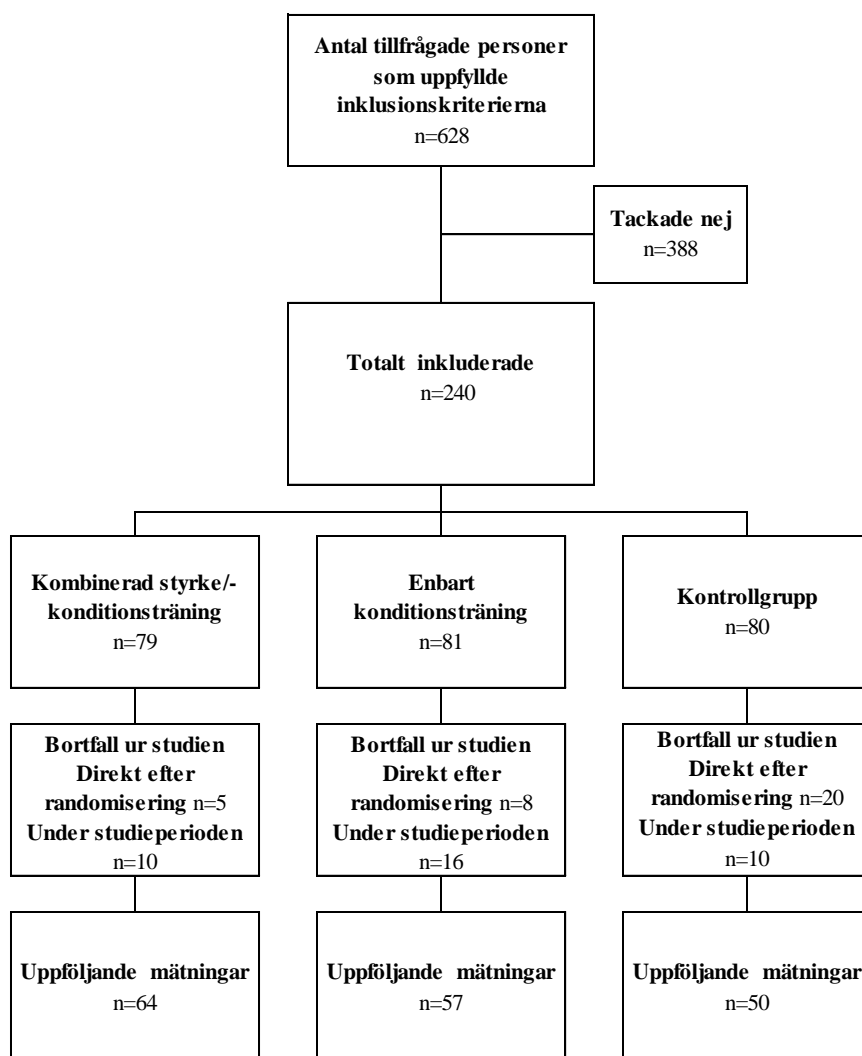 Antal tillfrågade personer
som uppfyllde
inklusionskriterierna
n=628
Tackade nej
n=388
Totalt inkluderade
n=240
Kombinerad styrke/-
konditionsträning
n=79
Enbart
konditionsträning
n=81
Kontrollgrupp
n=80
Bortfall ur studien
Direkt efter
randomisering n=5
Under studieperioden
n=10
Bortfall ur studien
Direkt efter
randomisering n=8
Under studieperioden
n=16
Bortfall ur studien
Direkt efter
randomisering n=20
Under studieperioden
n=10
Uppföljande mätningar
n=64
Uppföljande mätningar
n=57
Uppföljande mätningar
n=50